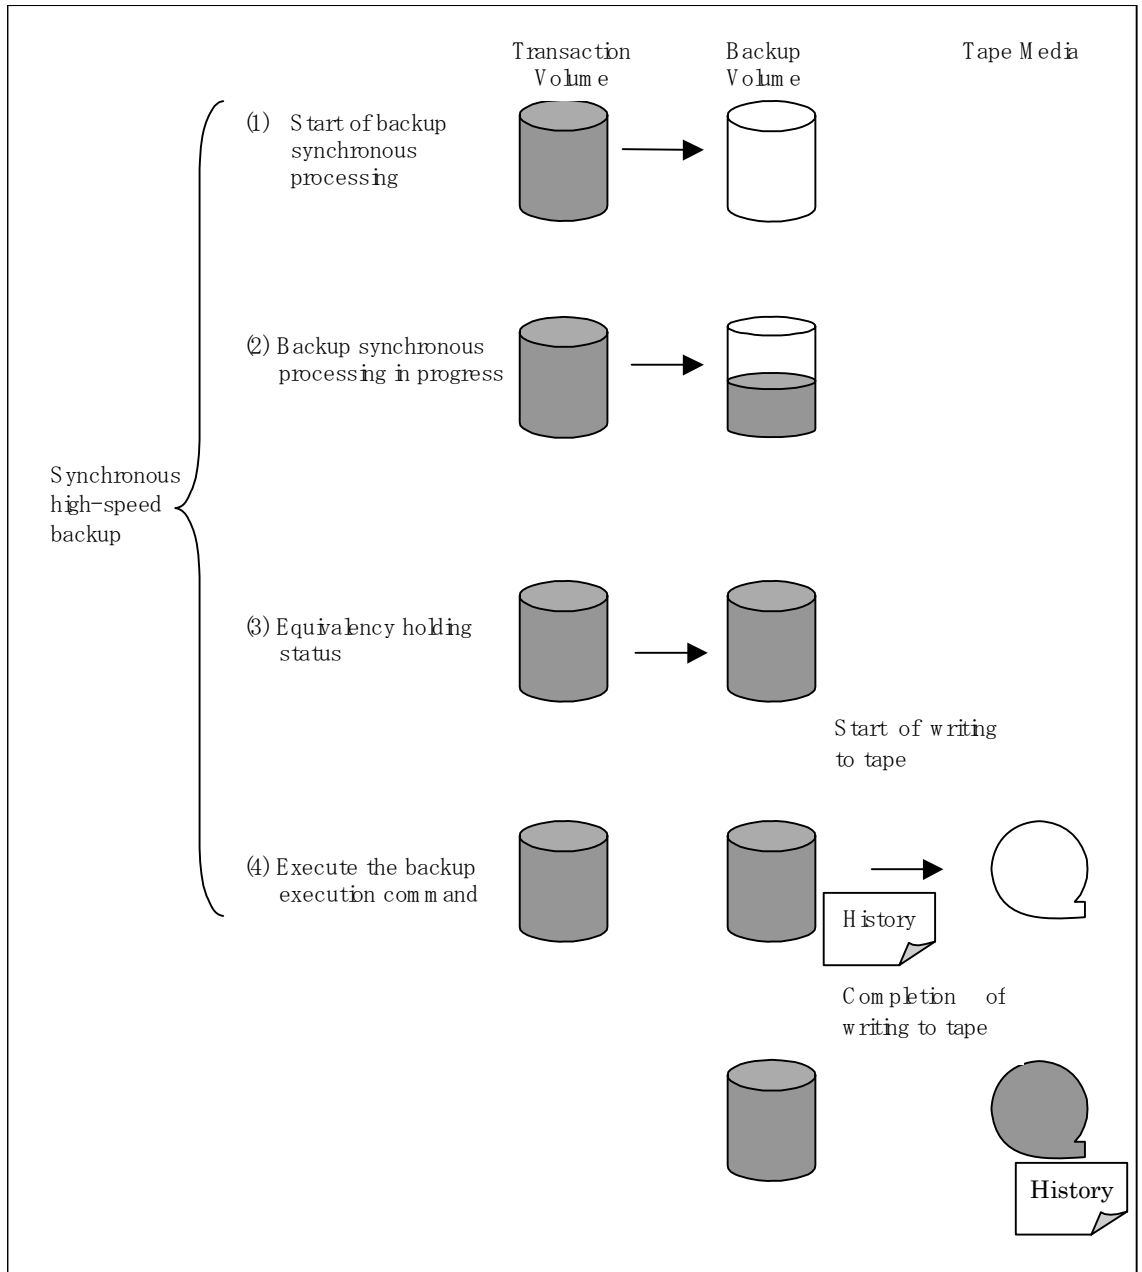 Transaction
Volume
Backup
Volume
Tape Media
(1) Start of backup
synchronous
processing
(2) Backup synchronous
processing in progress
Synchronous
high-speed
backup
(3) Equivalency holding
status
Start of writing
to tape
(4) Execute the backup
execution command
History
Completion of
writing to tape
History